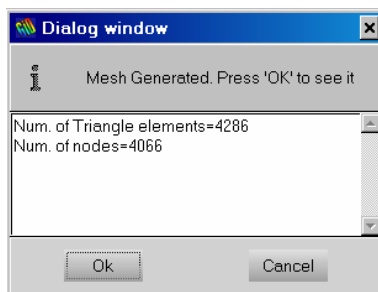 Dialog window
Mesh Generated. Press 'OK' to see it
Num. of Triangle elements=4286
Num. of nodes=4066
Ok
Cancel